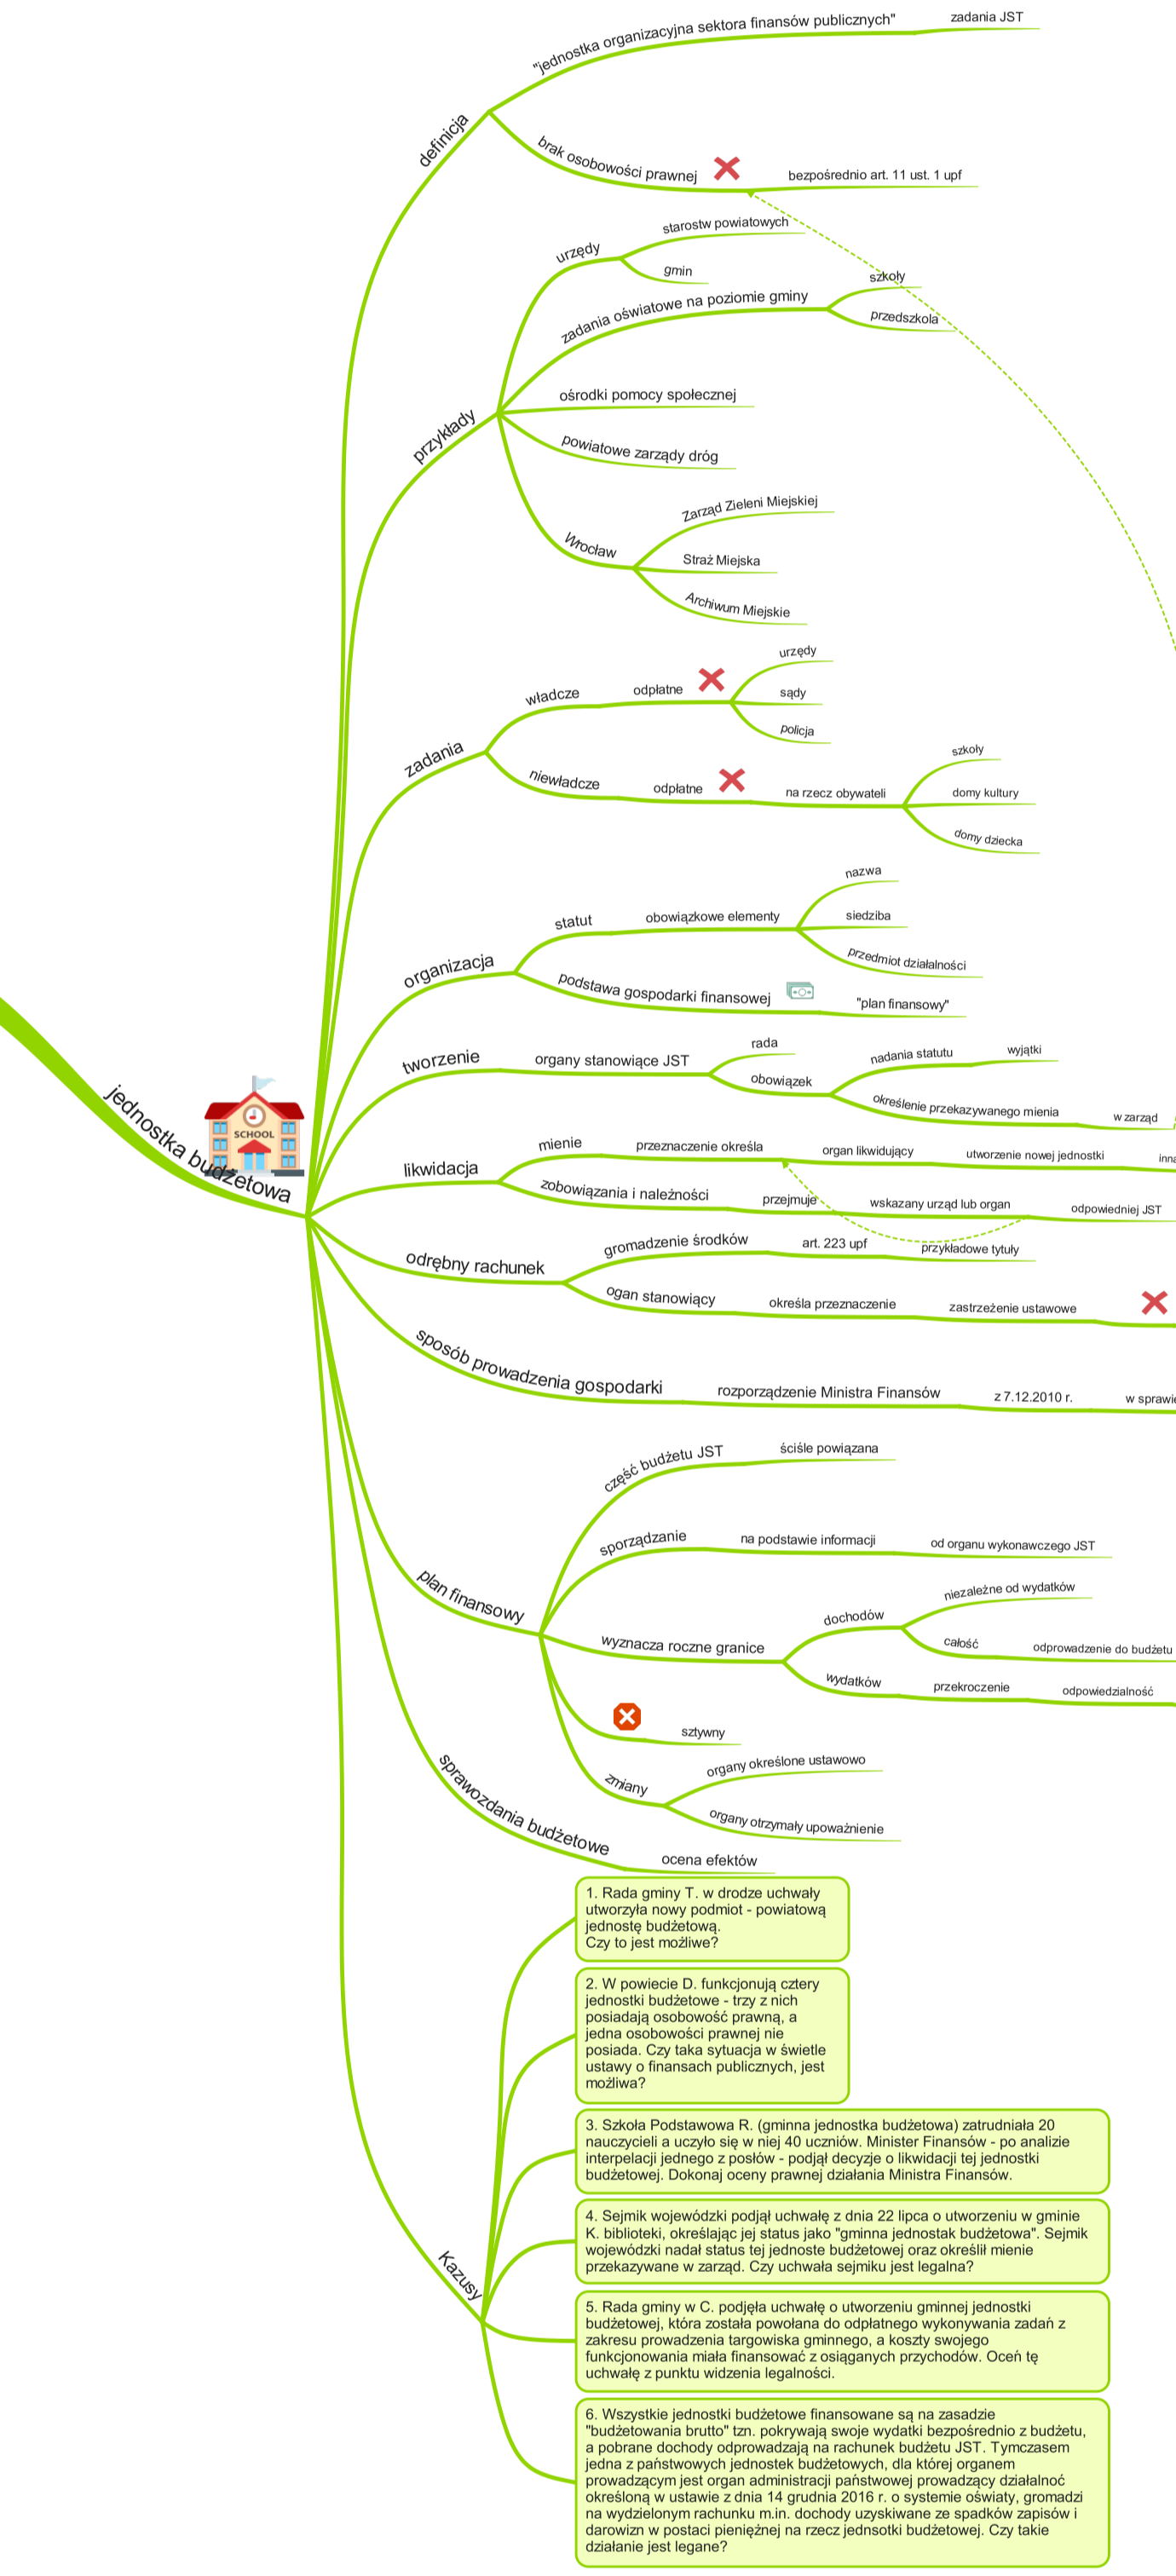 "jednostka organizacyjna sektora finansów publicznych"
zadania JST
definicja
brak osobowości prawnej
bezpośrednio art. 11 ust. 1 upf
urzędy
starostw powiatowych
gmin
zadania oświatowe na poziomie gminy
szkoły
przedszkola
przykłady
ośrodki pomocy społecznej
powiatowe zarządy dróg
Wrocław
Zarząd Zieleni Miejskiej
Straż Miejska
Archiwum Miejskie
zadania
władcze
odpłatne
urzędy
sądy
policja
niewładcze
odpłatne
na rzecz obywateli
szkoły
domy kultury
domy dziecka
organizacja
statut
obowiązkowe elementy
nazwa
siedziba
przedmiot działalności
podstawa gospodarki finansowej
"plan finansowy"
tworzenie
organy stanowiące JST
rada
obowiązek
nadania statutu
wyjątki
określenie przekazywanego mienia
w zarząd
SCHOOL
jednostka budżetowa
likwidacja
mienie
przeznaczenie określa
organ likwidujący
utworzenie nowej jednostki
inna
zobowiązania i należności
przejmuje
wskazany urząd lub organ
odpowiedniej JST
odrębny rachunek
gromadzenie środków
art. 223 upf
przykładowe tytuły
ogan stanowiący
określa przeznaczenie
zastrzeżenie ustawowe
sposób prowadzenia gospodarki
rozporządzenie Ministra Finansów
z 7.12.2010 r.
w sprawie
plan finansowy
część budżetu JST
ściśle powiązana
sporządzanie
na podstawie informacji
od organu wykonawczego JST
wyznacza roczne granice
dochodów
niezależne od wydatków
całość
odprowadzenie do budżetu
wydatków
przekroczenie
odpowiedzialność
sztywny
zmiany
organy określone ustawowo
organy otrzymały upoważnienie
sprawozdania budżetowe
ocena efektów
Kazusy
1. Rada gminy T. w drodze uchwały
utworzyła nowy podmiot - powiatową
jednostę budżetową.
Czy to jest możliwe?
2. W powiecie D. funkcjonują cztery
jednostki budżetowe - trzy z nich
posiadają osobowość prawną, a
jedna osobowości prawnej nie
posiada. Czy taka sytuacja w świetle
ustawy o finansach publicznych, jest
możliwa?
3. Szkoła Podstawowa R. (gminna jednostka budżetowa) zatrudniała 20
nauczycieli a uczyło się w niej 40 uczniów. Minister Finansów - po analizie
interpelacji jednego z posłów - podjął decyzje o likwidacji tej jednostki
budżetowej. Dokonaj oceny prawnej działania Ministra Finansów.
4. Sejmik wojewódzki podjął uchwałę z dnia 22 lipca o utworzeniu w gminie
K. biblioteki, określając jej status jako "gminna jednostak budżetowa". Sejmik
wojewódzki nadał status tej jednoste budżetowej oraz określił mienie
przekazywane w zarząd. Czy uchwała sejmiku jest legalna?
5. Rada gminy w C. podjęła uchwałę o utworzeniu gminnej jednostki
budżetowej, która została powołana do odpłatnego wykonywania zadań z
zakresu prowadzenia targowiska gminnego, a koszty swojego
funkcjonowania miała finansować z osiąganych przychodów. Oceń tę
uchwałę z punktu widzenia legalności.
6. Wszystkie jednostki budżetowe finansowane są na zasadzie
"budżetowania brutto" tzn. pokrywają swoje wydatki bezpośrednio z budżetu,
a pobrane dochody odprowadzają na rachunek budżetu JST. Tymczasem
jedna z państwowych jednostek budżetowych, dla której organem
prowadzącym jest organ administracji państwowej prowadzący działalnoć
określoną w ustawie z dnia 14 grudnia 2016 r. o systemie oświaty, gromadzi
na wydzielonym rachunku m.in. dochody uzyskiwane ze spadków zapisów i
darowizn w postaci pieniężnej na rzecz jednsotki budżetowej. Czy takie
działanie jest legane?